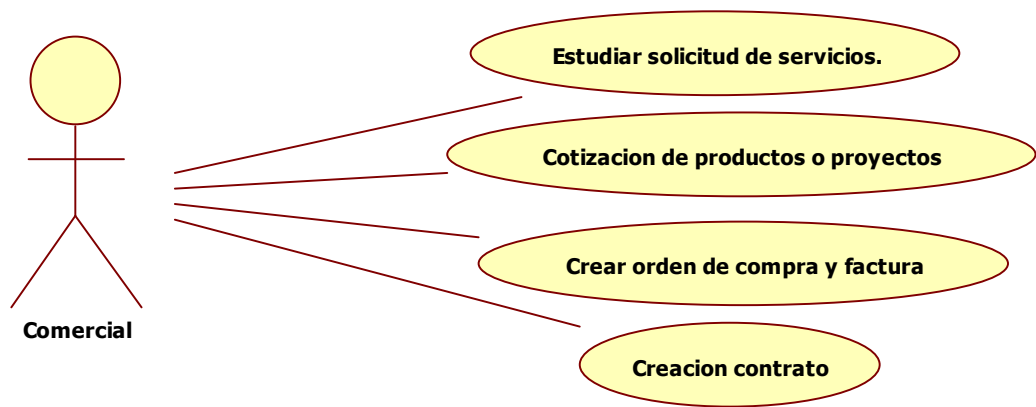 Estudiar solicitud de servicios.
Cotizacion de productos o proyectos
Crear orden de compra y factura
Comercial
Creacion contrato